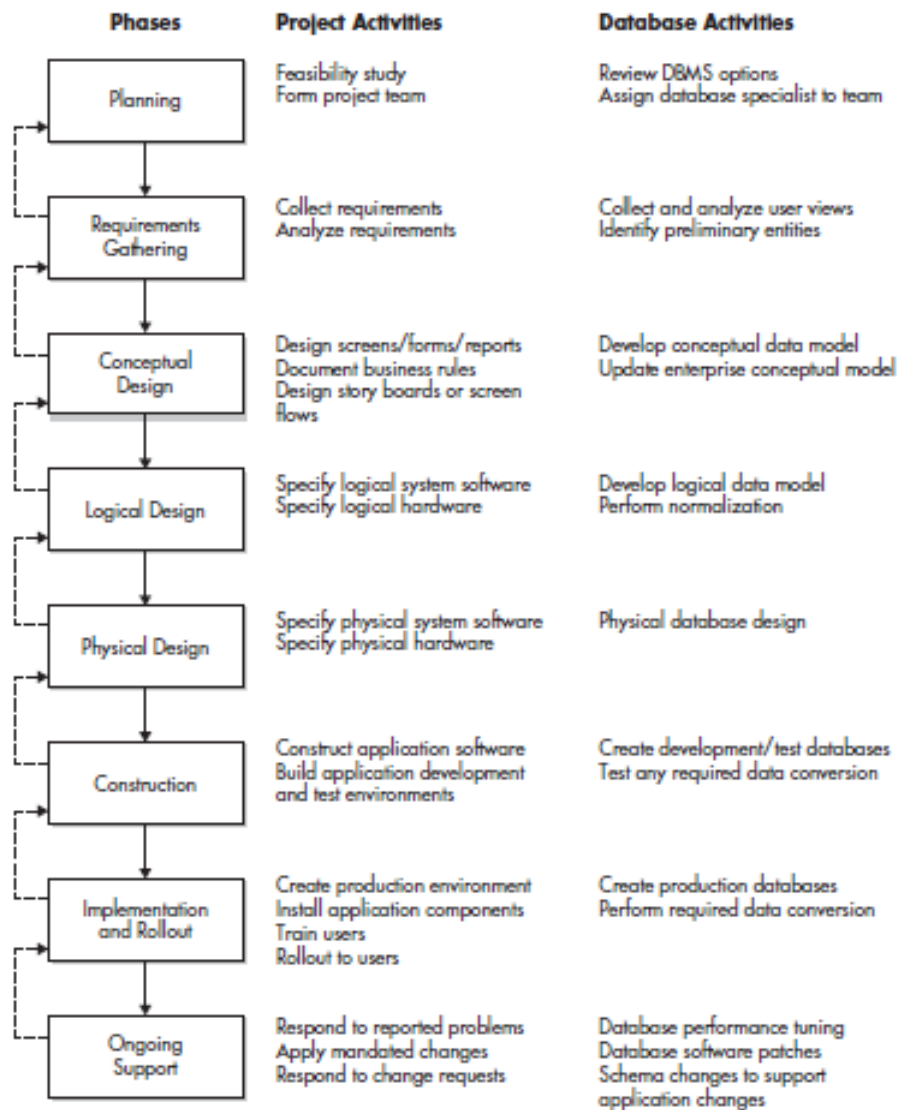 Phases Project Activities Database Activities
Planning
Feasibility study
Form project team
Review DBMS options
Assign database specialist to team
Requirements
Gathering
Collect requirements
Analyze requirements
Collect and analyze user views
Identify preliminary entities
Conceptual
Design
Design screens/forms/reports
Document business rules
Design story boards or screen
flows
Develop conceptual data model
Update enterprise conceptual model
Logical Design
Specify logical system software
Specify logical hardware
Develop logical data model
Perform normalization
Physical Design
Specify physical system software
Specify physical hardware
Physical database design
Construction
Construct application software
Build application development
and test environments
Create development/test databases
Test any required data conversion
Implementation
and Rollout
Create production environment
Install application components
Train users
Rollout to users
Create production databases
Perform required data conversion
Ongoing
Support
Respond to reported problems
Apply mandated changes
Respond to change requests
Database performance tuning
Database software patches
Schema changes to support
application changes